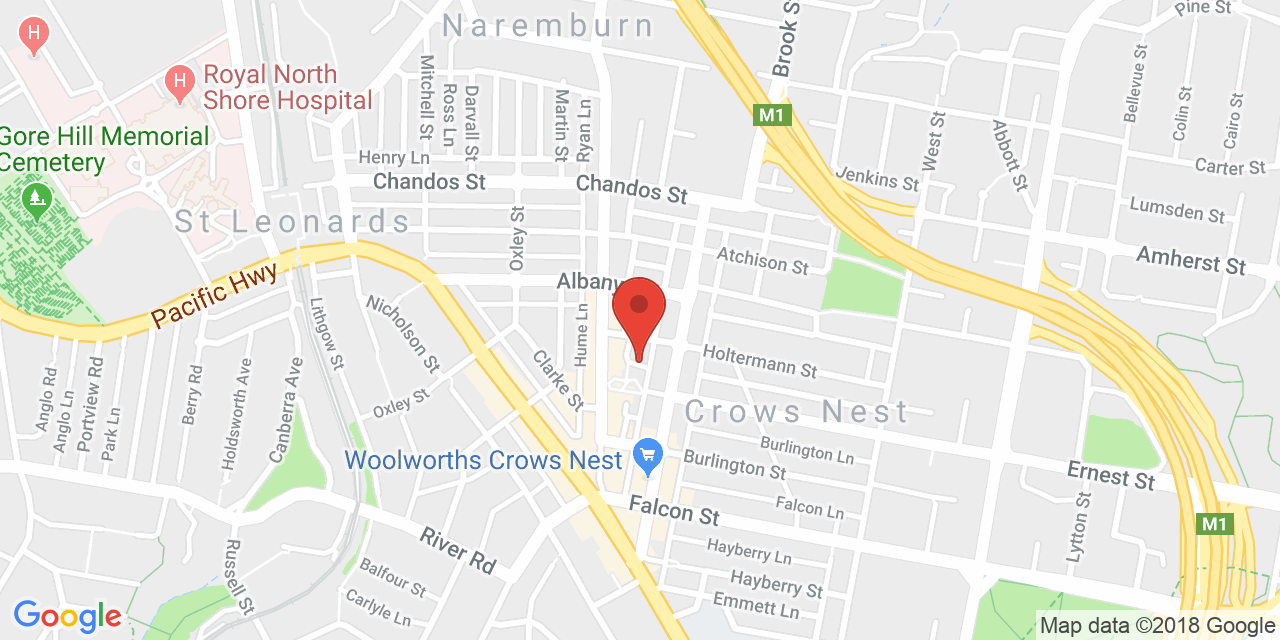 Naremburn
Brook St
Pine St
H
H
Royal North
Shore Hospital
Mitchell St
Ross Ln
Darvall St
Martin St
Ryan Ln
M1
West St
Abbott St
Bellevue St
Colin St
Cairo St
Gore Hill Memorial
Cemetery
Henry Ln
Chandos St
Chandos St
Jenkins St
Carter St
Lumsden St
St Leonards
Oxley St
Atchison St
Amherst St
Pacific Hwy
Albany
Lithgow St
Nicholson St
Hume Ln
Clarke St
Holtermann St
Anglo Rd
Anglo Ln
Portview Rd
Park Ln
Berry Rd
Holdsworth Ave
Canberra Ave
Oxley St
Crows Nest
Woolworths Crows Nest
Burlington Ln
Burlington St
Ernest St
Falcon St
Falcon Ln
M1
Lytton St
River Rd
Russell St
Balfour St
Carlyle Ln
Hayberry Ln
Hayberry St
Emmett Ln
Google
Map data ©2018 Google